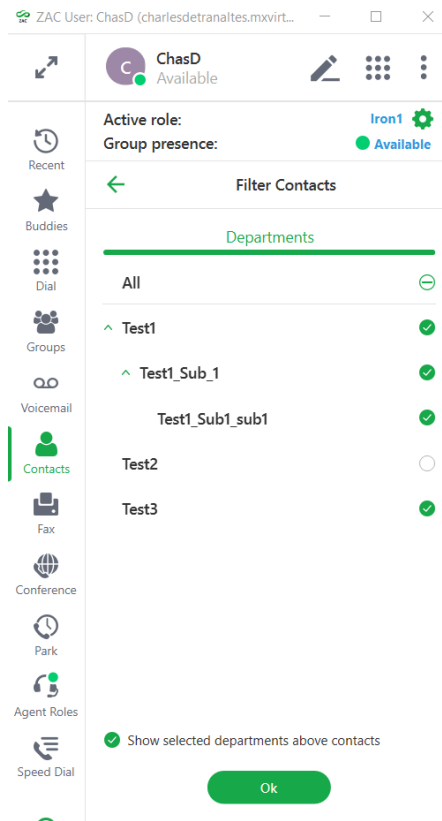 ZAC User: ChasD (charlesdetranaltes.mxvirt...
ZAC
C
ChasD
Available
Active role:
Iron1
Group presence:
Available
Recent
Buddies
Dial
Groups
Voicemail
Contacts
Fax
Conference
Park
Agent Roles
Speed Dial
Filter Contacts
Departments
All
Test1
Test1_Sub_1
Test1_Sub1_sub1
Test2
Test3
Show selected departments above contacts
Ok